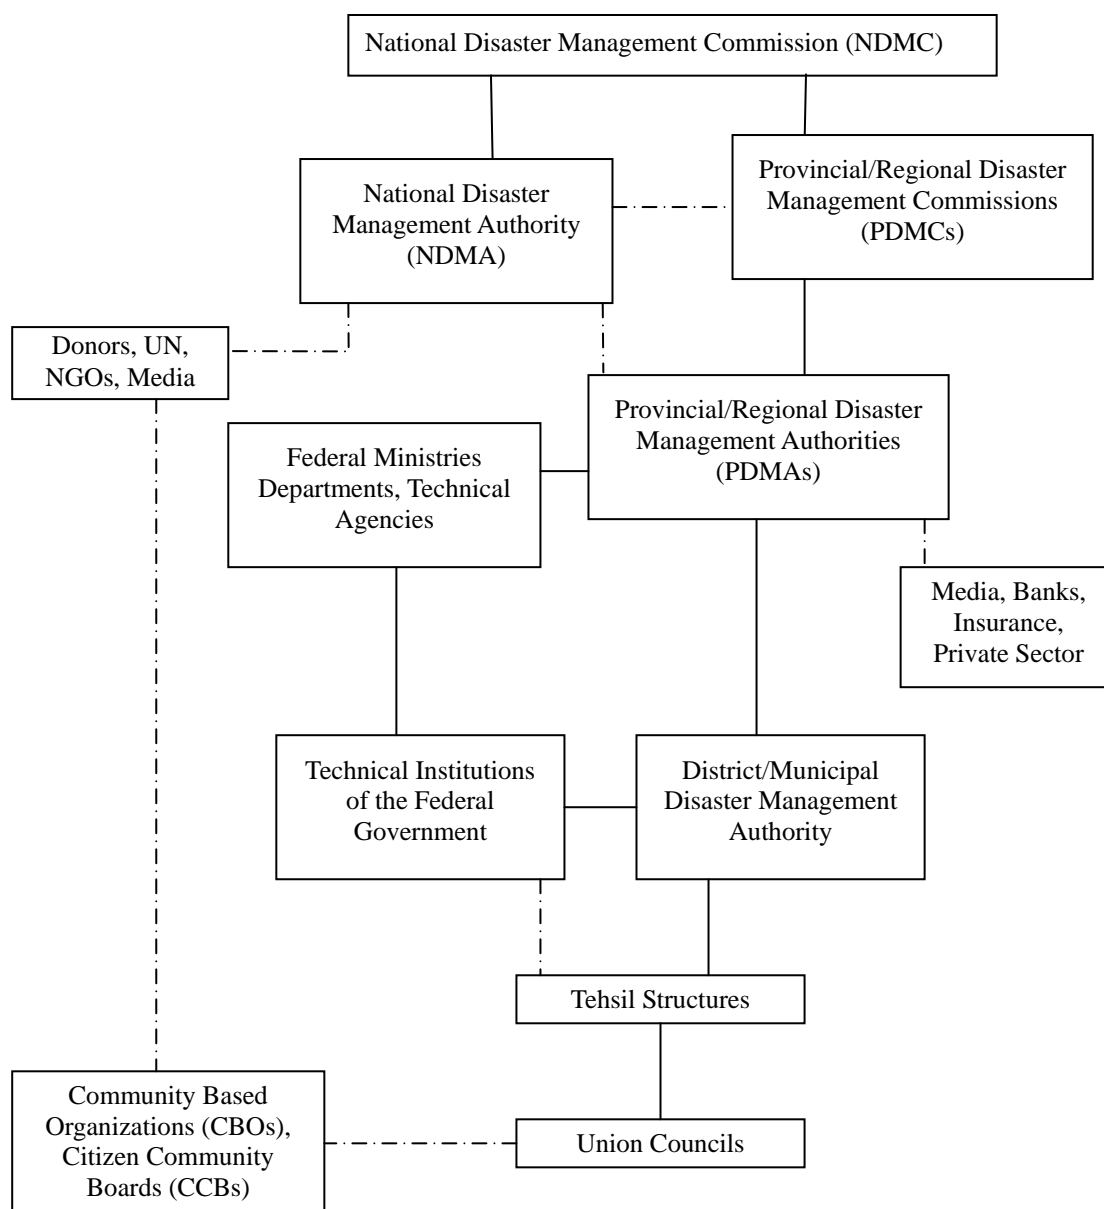 National Disaster Management Commission (NDMC)
National Disaster
Management Authority
(NDMA)
Provincial/Regional Disaster
Management Commissions
(PDMCs)
Donors, UN,
NGOs, Media
Provincial/Regional Disaster
Management Authorities
(PDMAs)
Federal Ministries
Departments, Technical
Agencies
Media, Banks,
Insurance,
Private Sector
Technical Institutions
of the Federal
Government
District/Municipal
Disaster Management
Authority
Tehsil Structures
Community Based
Organizations (CBOs),
Citizen Community
Boards (CCBs)
Union Councils